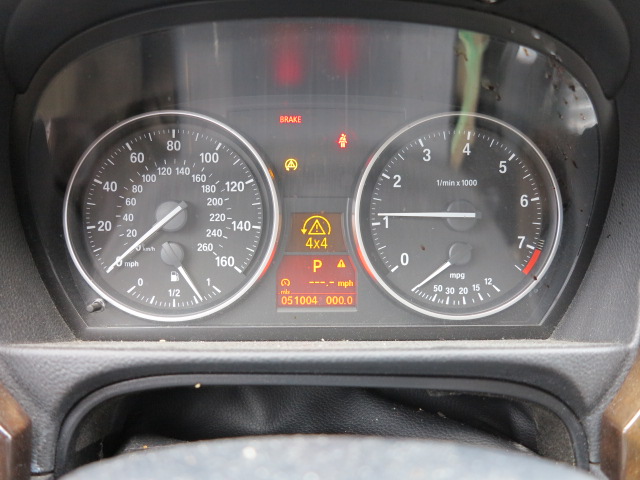 BRAKE
80
60 100
40 120
20 140
0 mph 160
120 140
100 160
80 180
60 200
40 220
20 240
0 km/h 260
0 1/2 1
4x4
P
mls ---.- mph
051004 000.0
1/min x 1000
0 1 2 3 4 5 6 7
mpg
50 30 20 15 12